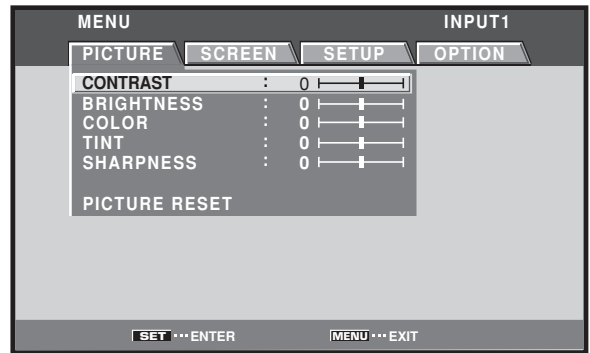 MENU INPUT1
PICTURE SCREEN SETUP OPTION
CONTRAST : 0
BRIGHTNESS : 0
COLOR : 0
TINT : 0
SHARPNESS : 0
PICTURE RESET
SET ··· ENTER MENU ··· EXIT